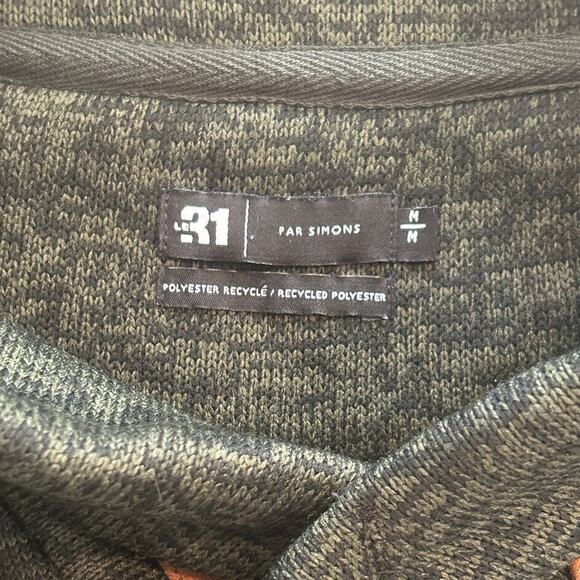 LE 31
PAR SIMONS
M
M
POLYESTER RECYCLÉ / RECYCLED POLYESTER